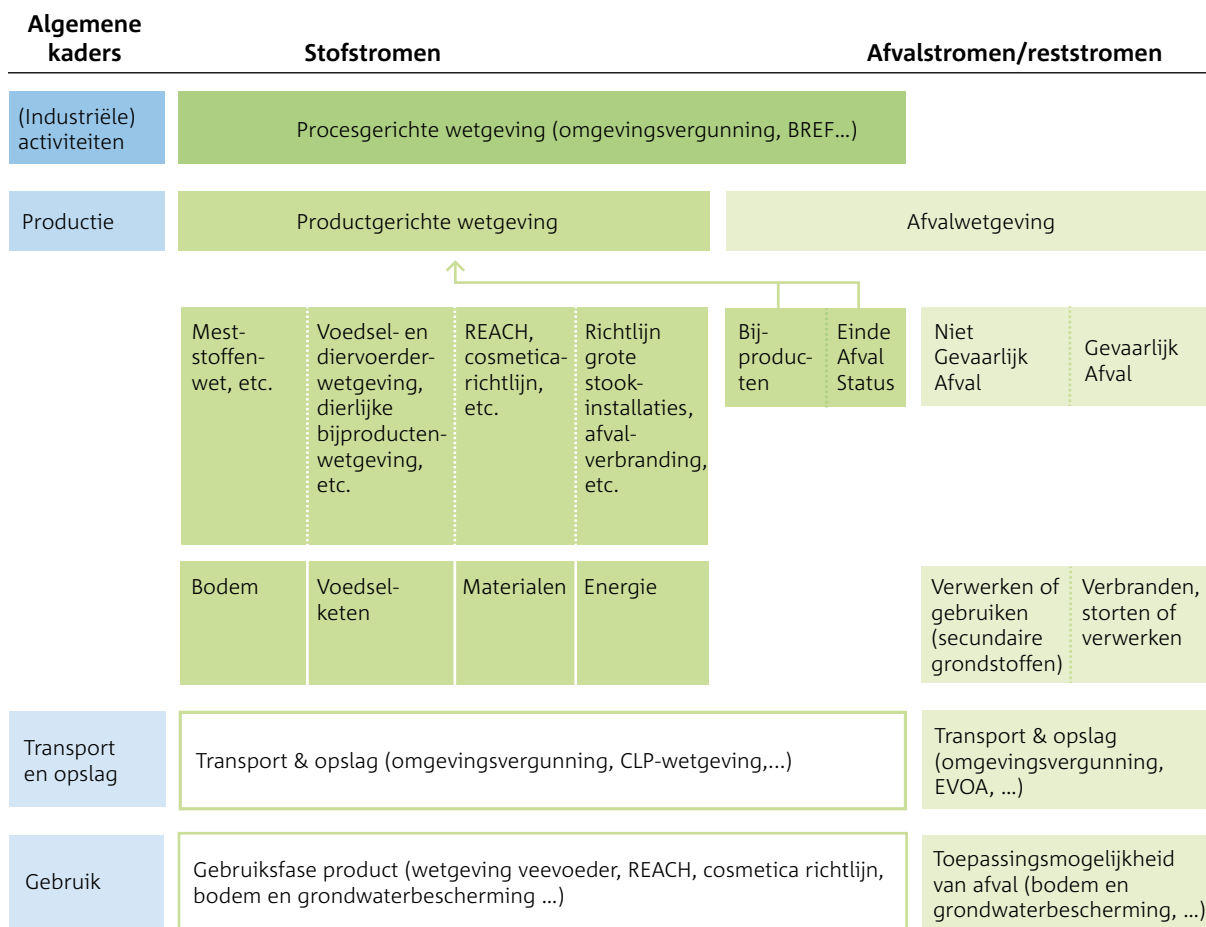 Algemene
kaders
Stofstromen
Afvalstromen/reststromen
(Industriële)
activiteiten
Procesgerichte wetgeving (omgevingsvergunning, BREF...)
Productie
Productgerichte wetgeving
Afvalwetgeving
Mest-
stoffen-
wet, etc.
Voedsel- en
diervoerder-
wetgeving,
dierlijke
bijproducten-
wetgeving,
etc.
REACH,
cosmetica-
richtlijn,
etc.
Richtlijn
grote
stook-
installaties,
afval-
verbranding,
etc.
Bij-
produc-
ten
Einde
Afval
Status
Niet
Gevaarlijk
Afval
Gevaarlijk
Afval
Bodem
Voedsel-
keten
Materialen
Energie
Verwerken of
gebruiken
(secundaire
grondstoffen)
Verbranden,
storten of
verwerken
Transport
en opslag
Transport & opslag (omgevingsvergunning, CLP-wetgeving,...)
Transport & opslag
(omgevingsvergunning,
EVOA, ...)
Gebruik
Gebruiksfase product (wetgeving veevoeder, REACH, cosmetica richtlijn,
bodem en grondwaterbescherming ...)
Toepassingsmogelijkheid
van afval (bodem en
grondwaterbescherming, ...)